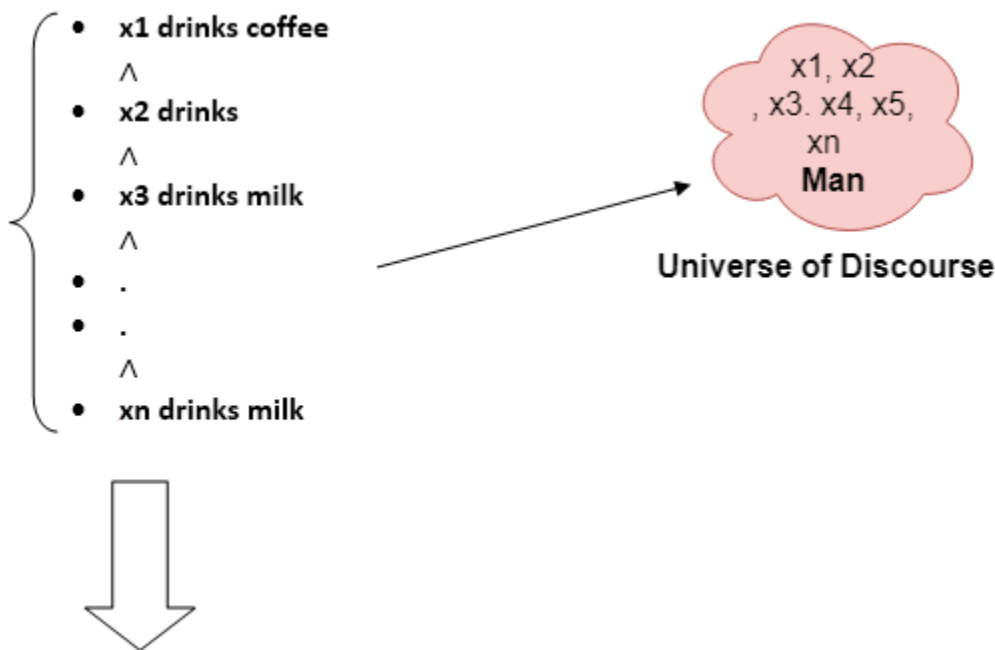 • x1 drinks coffee
∧
• x2 drinks
∧
• x3 drinks milk
∧
• .
• .
∧
• xn drinks milk
x1, x2
, x3. x4, x5,
xn
Man
Universe of Discourse